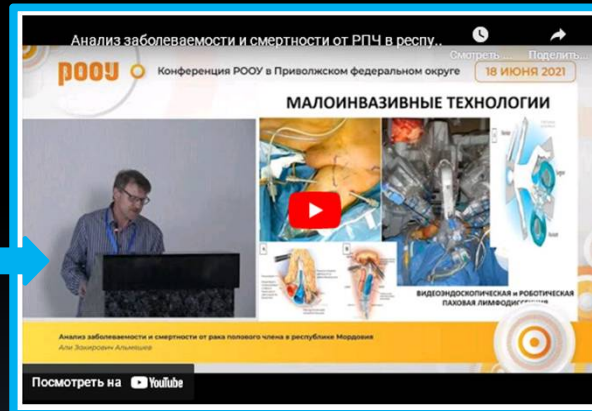 Анализ заболеваемости и смертности от РПЧ в респу..
Смотреть ... Поделить...
РООУ Конференция РООУ в Приволжском федеральном округе 18 ИЮНЯ 2021
МАЛОИНВАЗИВНЫЕ ТЕХНОЛОГИИ
ВИДЕОЭНДОСКОПИЧЕСКАЯ и РОБОТИЧЕСКАЯ
ПАХОВАЯ
Анализ заболеваемости и смертности от рака полового члена в республике Мордовия
Али Закирович Альмяшев
Посмотреть на YouTube